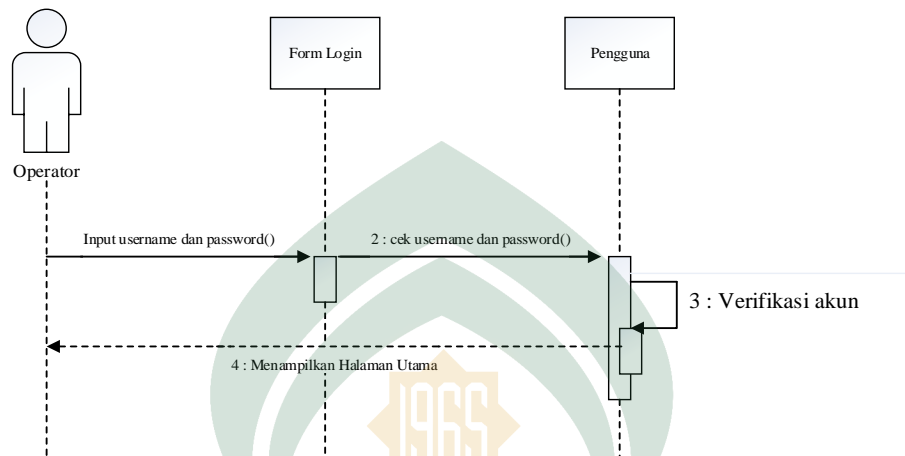 Form Login
Pengguna
Operator
Input username dan password()
2 : cek username dan password()
3 : Verifikasi akun
4 : Menampilkan Halaman Utama
1965